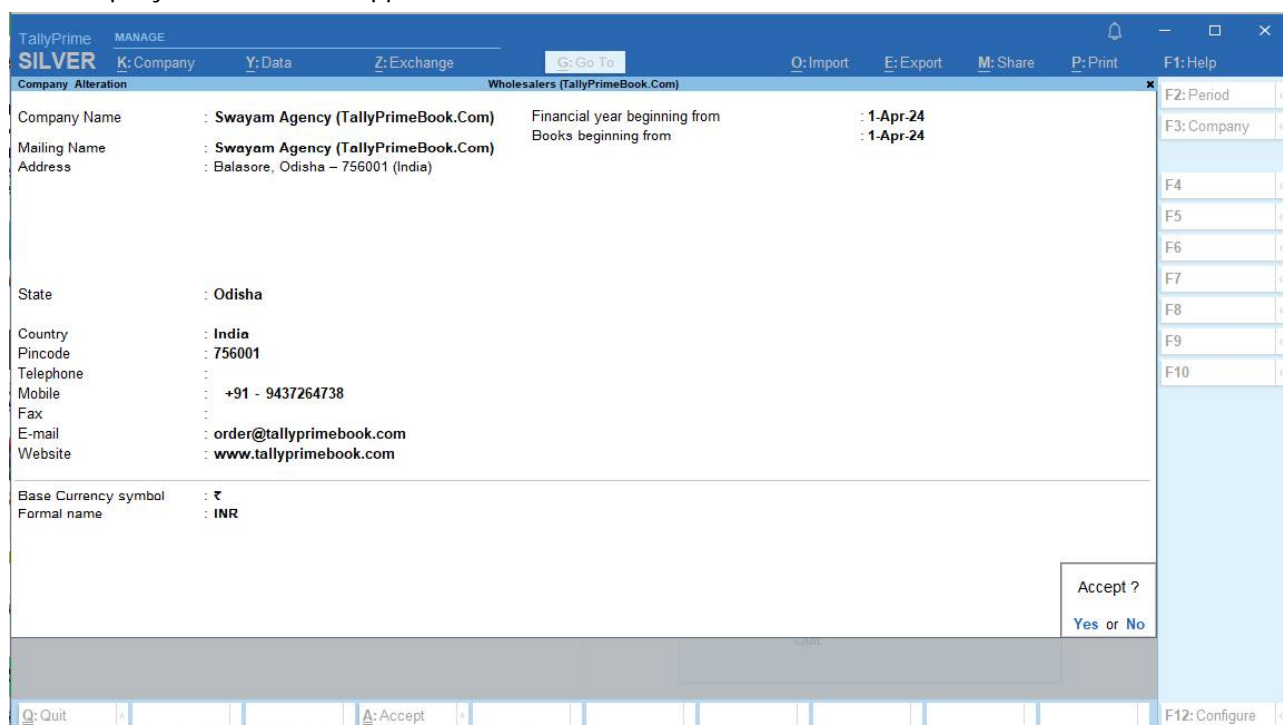 TallyPrime MANAGE
SILVER K: Company Y: Data Z: Exchange G: Go To O: Import E: Export M: Share P: Print F1: Help
Company Alteration Wholesalers (TallyPrimeBook.Com)
F2: Period
Company Name : Swayam Agency (TallyPrimeBook.Com) Financial year beginning from : 1-Apr-24
F3: Company
Books beginning from : 1-Apr-24
Mailing Name : Swayam Agency (TallyPrimeBook.Com)
Address : Balasore, Odisha – 756001 (India)
F4
F5
F6
F7
State : Odisha
F8
Country : India
F9
Pincode : 756001
Telephone :
F10
Mobile : +91 - 9437264738
Fax :
E-mail : order@tallyprimebook.com
Website : www.tallyprimebook.com
Base Currency symbol : ₹
Formal name : INR
Accept ?
Yes or No
Quit
Q: Quit A: Accept F12: Configure